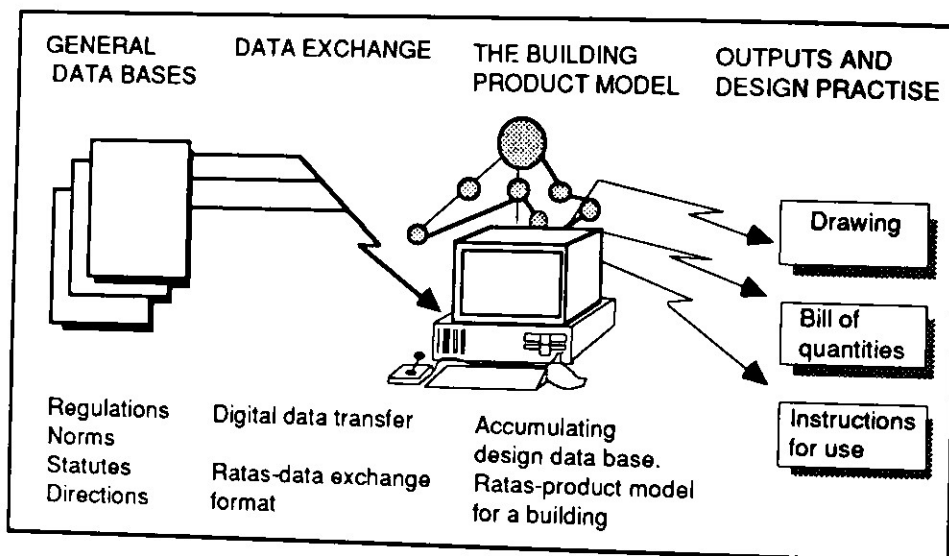 GENERAL
DATA BASES
DATA EXCHANGE
THE BUILDING
PRODUCT MODEL
OUTPUTS AND
DESIGN PRACTISE
Drawing
Bill of
quantities
Instructions
for use
Regulations
Norms
Statutes
Directions
Digital data transfer
Ratas-data exchange
format
Accumulating
design data base.
Ratas-product model
for a building